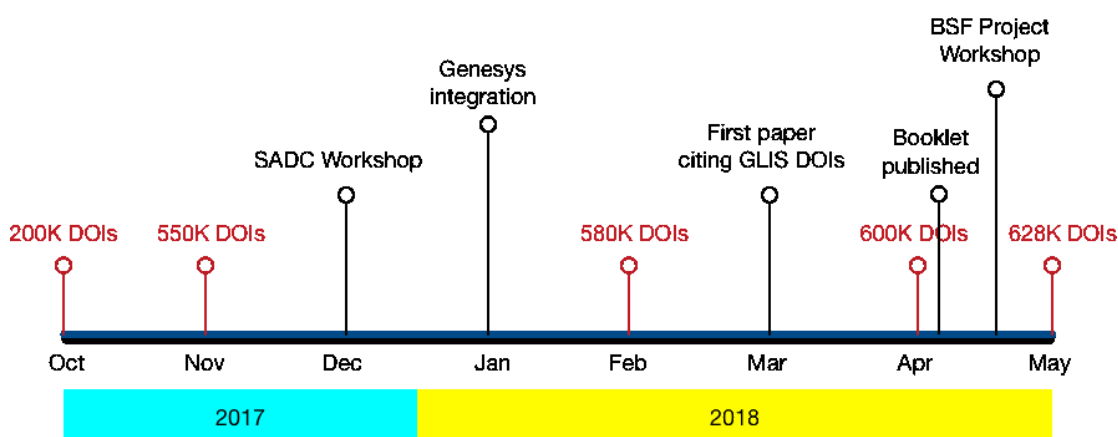 BSF Project
Workshop
Genesys
integration
First paper
citing GLIS DOIs
Booklet
published
SADC Workshop
200K DOIs
550K DOIs
580K DOIs
600K DOIs
628K DOIs
Oct
Nov
Dec
Jan
Feb
Mar
Apr
May
2017
2018